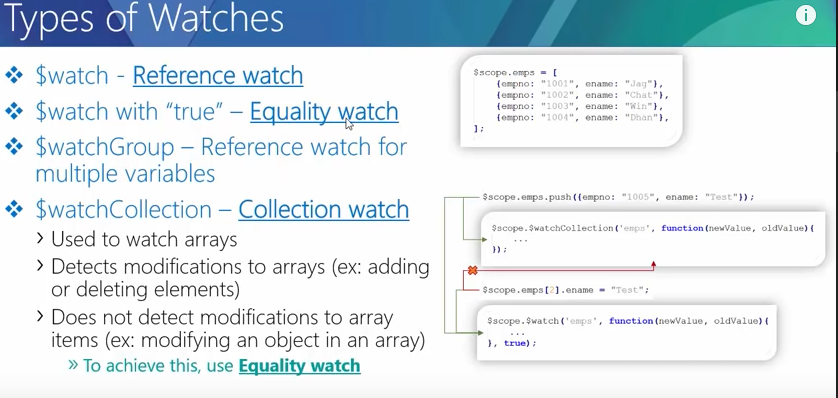 Types of Watches
i
❖ $watch - Reference watch
❖ $watch with “true” – Equality watch
❖ $watchGroup – Reference watch for
multiple variables
❖ $watchCollection – Collection watch
› Used to watch arrays
› Detects modifications to arrays (ex: adding
or deleting elements)
› Does not detect modifications to array
items (ex: modifying an object in an array)
» To achieve this, use Equality watch
$scope.emps = [
{empno: "1001", ename: "Jag"},
{empno: "1002", ename: "Chat"},
{empno: "1003", ename: "Win"},
{empno: "1004", ename: "Dhan"},
];
$scope.emps.push({empno: "1005", ename: "Test"});
$scope.$watchCollection('emps', function(newValue, oldValue){
...
});
$scope.emps[2].ename = "Test";
$scope.$watch('emps', function(newValue, oldValue){
...
}, true);